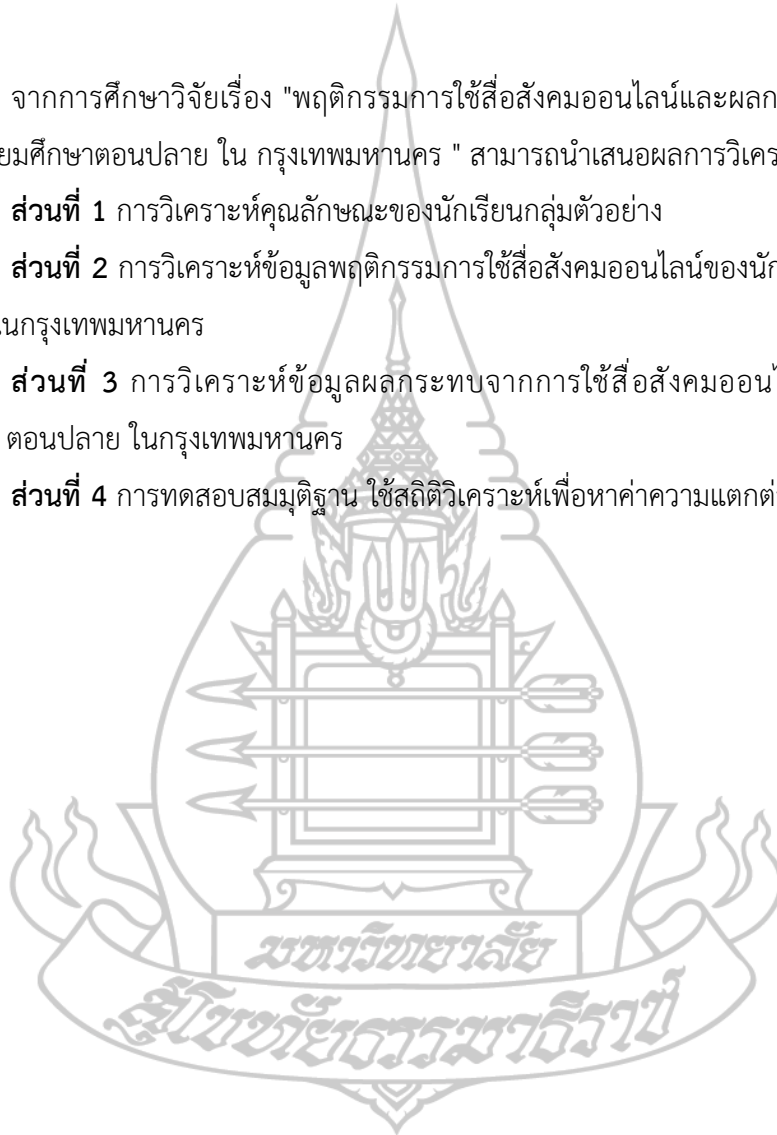 จากการศึกษาวิจัยเรื่อง "พฤติกรรมการใช้สื่อสังคมออนไลน์และผลก
ยมศึกษาตอนปลาย ใน กรุงเทพมหานคร " สามารถนำเสนอผลการวิเคร
ส่วนที่ 1 การวิเคราะห์คุณลักษณะของนักเรียนกลุ่มตัวอย่าง
ส่วนที่ 2 การวิเคราะห์ข้อมูลพฤติกรรมการใช้สื่อสังคมออนไลน์ของนัก
นกรุงเทพมหานคร
ส่วนที่ 3 การวิเคราะห์ข้อมูลผลกระทบจากการใช้สื่อสังคมออนไ
ตอนปลาย ในกรุงเทพมหานคร
ส่วนที่ 4 การทดสอบสมมุติฐาน ใช้สถิติวิเคราะห์เพื่อหาค่าความแตกต่
มหาวิทยาลัย
สุโขทัยธรรมาธิราช